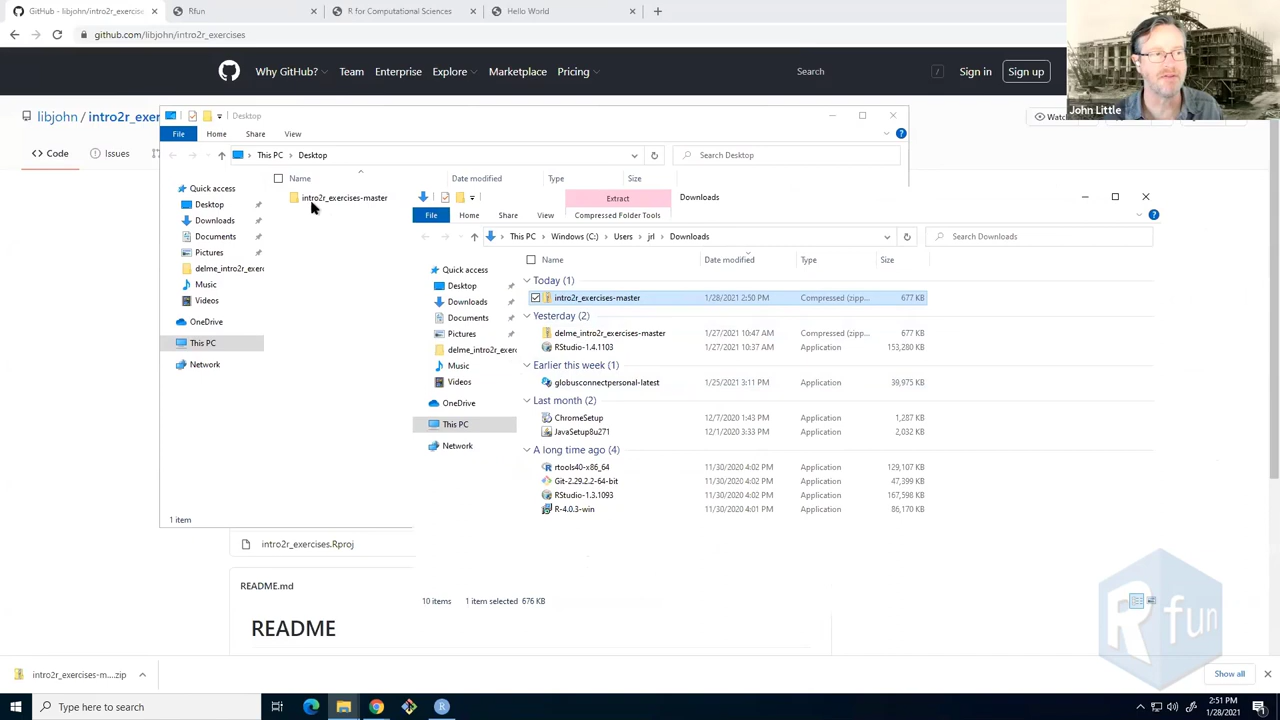 GitHub - libjohn/intro2r_exercis
Rfun
R for Computational Sciences
Hello World
github.com/libjohn/intro2r_exercises
Why GitHub?
Team
Enterprise
Explore
Marketplace
Pricing
Search
/
Sign in
Sign up
John Little
libjohn / intro2r_exer
Watc
Code
Issues
Desktop
File
Home
Share
View
This PC
Desktop
Search Desktop
Name
Date modified
Type
Size
Quick access
Desktop
Downloads
Documents
Pictures
delme_intro2r_exerc
Music
Videos
OneDrive
This PC
Network
intro2r_exercises-master
1 item
Extract
Downloads
File
Home
Share
View
Compressed Folder Tools
This PC
Windows (C:)
Users
jrl
Downloads
Search Downloads
Quick access
Desktop
Downloads
Documents
Pictures
delme_intro2r_exerc
Music
Videos
OneDrive
This PC
Network
Name
Date modified
Type
Size
Today (1)
intro2r_exercises-master 1/28/2021 2:50 PM Compressed (zipp... 677 KB
Yesterday (2)
delme_intro2r_exercises-master 1/27/2021 10:47 AM Compressed (zipp... 677 KB
RStudio-1.4.1103 1/27/2021 10:37 AM Application 153,280 KB
Earlier this week (1)
globusconnectpersonal-latest 1/25/2021 3:11 PM Application 39,975 KB
Last month (2)
ChromeSetup 12/7/2020 1:43 PM Application 1,287 KB
JavaSetup8u271 12/1/2020 3:33 PM Application 2,032 KB
A long time ago (4)
rtools40-x86_64 11/30/2020 4:02 PM Application 129,107 KB
Git-2.29.2.2-64-bit 11/30/2020 4:02 PM Application 47,399 KB
RStudio-1.3.1093 11/30/2020 4:02 PM Application 167,598 KB
R-4.0.3-win 11/30/2020 4:01 PM Application 86,170 KB
10 items
1 item selected 676 KB
intro2r_exercises.Rproj
README.md
README
Rfun
intro2r_exercises-m....zip
Show all
Type here to search
2:51 PM
1/28/2021